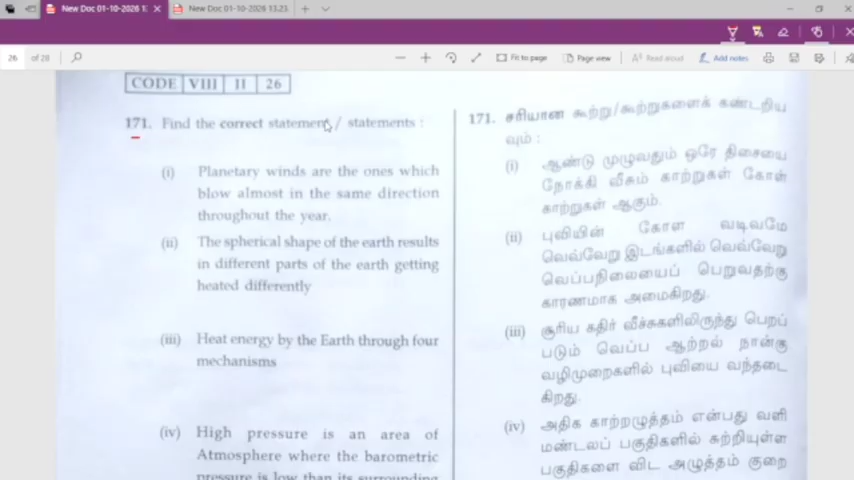 New Doc 01-10-2026 1:
New Doc 01-10-2026 13.23.
26 of 28
Fit to page
Page view
Read aloud
Add notes
CODE VIII II 26
171. Find the correct statement / statements :
(i) Planetary winds are the ones which
blow almost in the same direction
throughout the year.
(ii) The spherical shape of the earth results
in different parts of the earth getting
heated differently
(iii) Heat energy by the Earth through four
mechanisms
(iv) High pressure is an area of
Atmosphere where the barometric
pressure is low than its surrounding
171. சரியான கூற்று/கூற்றுகளைக் கண்டறிய
வும் :
(i) ஆண்டு முழுவதும் ஒரே திசையை
நோக்கி வீசும் காற்றுகள் கோள்
காற்றுகள் ஆகும்.
(ii) புவியின் கோள வடிவமே
வெவ்வேறு இடங்களில் வெவ்வேறு
வெப்பநிலையைப் பெறுவதற்கு
காரணமாக அமைகிறது.
(iii) சூரிய கதிர் வீச்சுகளிலிருந்து பெறப்
படும் வெப்ப ஆற்றல் நான்கு
வழிமுறைகளில் புவியை வந்தடை
கிறது.
(iv) அதிக காற்றழுத்தம் என்பது வளி
மண்டலப் பகுதிகளில் சுற்றியுள்ள
பகுதிகளை விட அழுத்தம் குறை